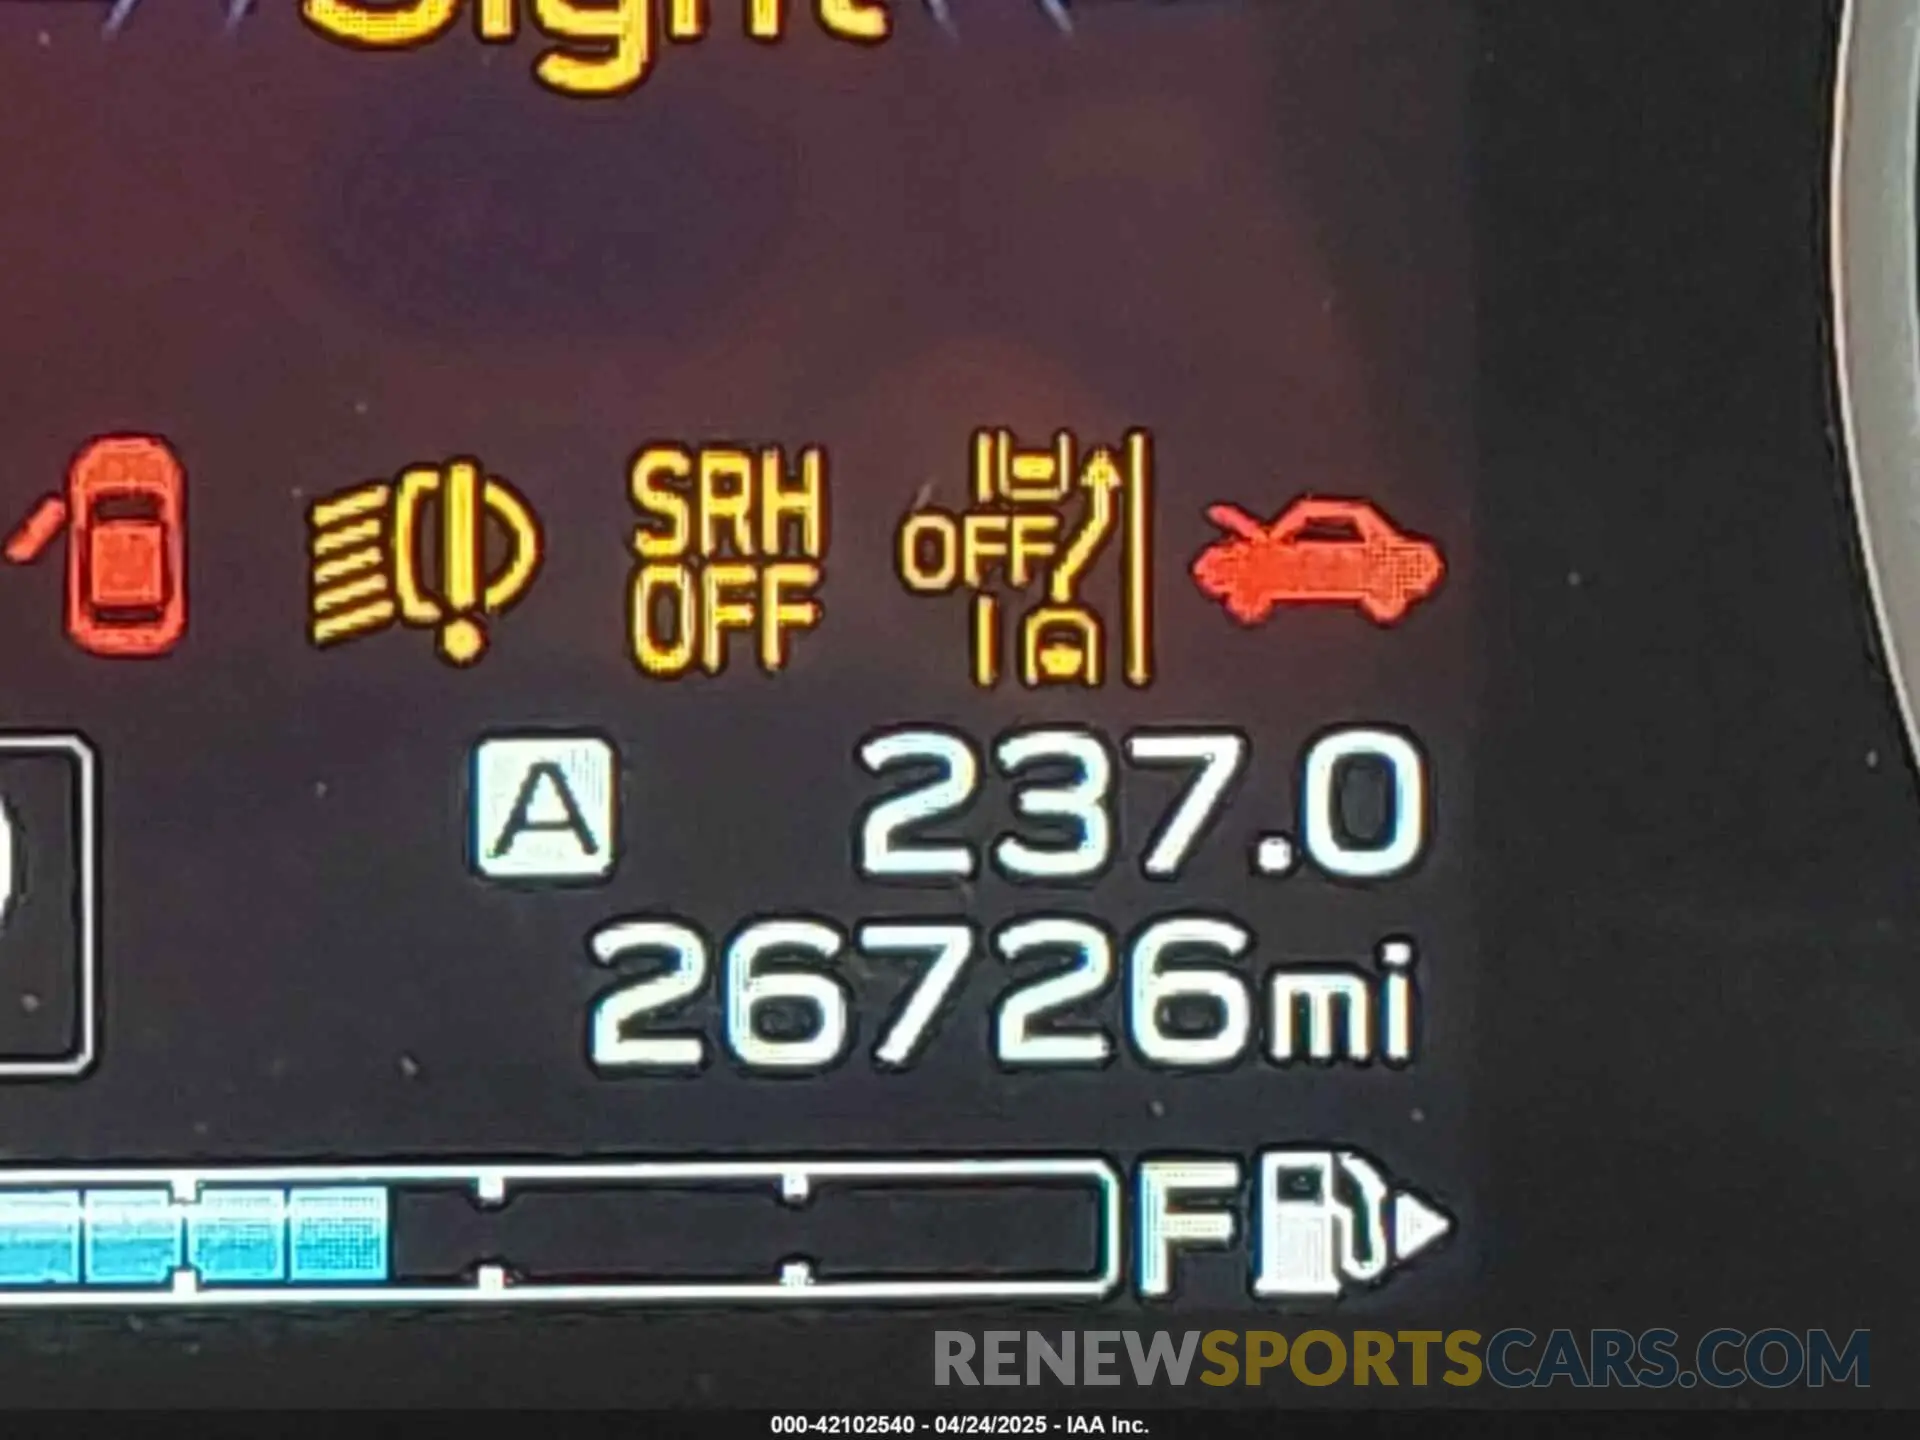 SRH
OFF
OFF
A 237.0
26726mi
F
RENEWSPORTSCARS.COM
000-42102540 - 04/24/2025 - IAA Inc.